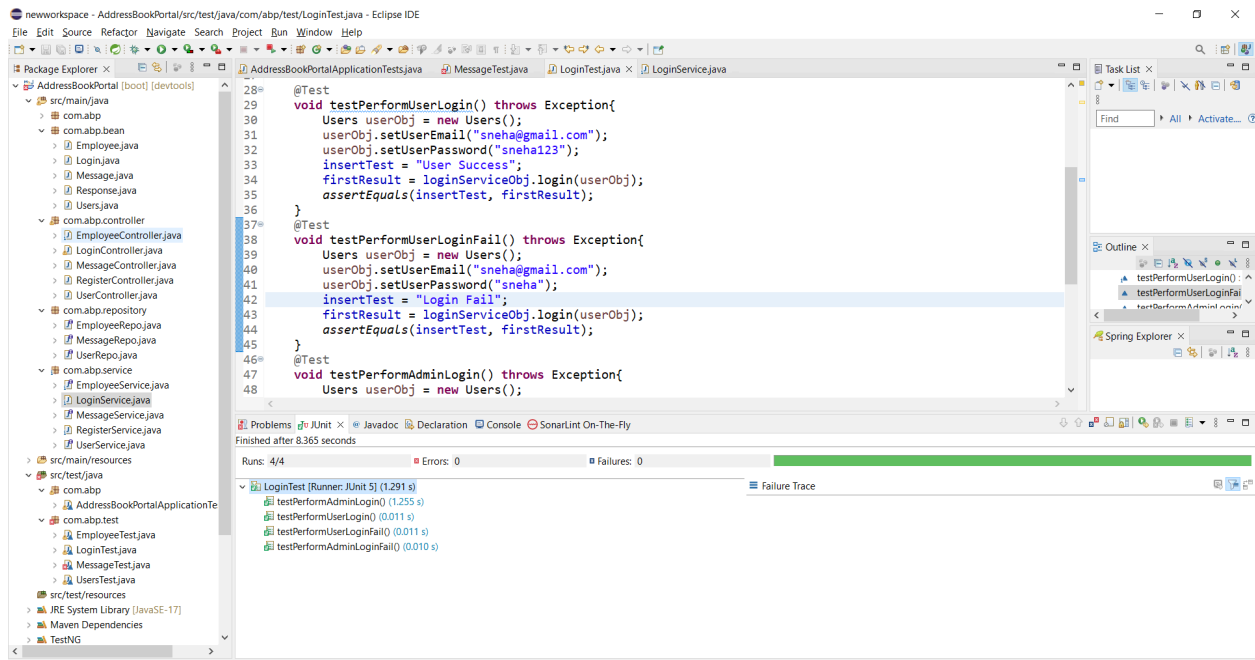 newworkspace - AddressBookPortal/src/test/java/com/abp/test/LoginTest.java - Eclipse IDE
File Edit Source Refactor Navigate Search Project Run Window Help
Package Explorer
AddressBookPortal [boot] [devtools]
src/main/java
com.abp
com.abp.bean
Employee.java
Login.java
Message.java
Response.java
Users.java
com.abp.controller
EmployeeController.java
LoginController.java
MessageController.java
RegisterController.java
UserController.java
com.abp.repository
EmployeeRepo.java
MessageRepo.java
UserRepo.java
com.abp.service
EmployeeService.java
LoginService.java
MessageService.java
RegisterService.java
UserService.java
src/main/resources
src/test/java
com.abp
AddressBookPortalApplicationTe
com.abp.test
EmployeeTest.java
LoginTest.java
MessageTest.java
UsersTest.java
src/test/resources
JRE System Library [JavaSE-17]
Maven Dependencies
TestNG
AddressBookPortalApplicationTests.java MessageTest.java LoginTest.java LoginService.java
28 @Test
29 void testPerformUserLogin() throws Exception{
30 Users userObj = new Users();
31 userObj.setUserEmail("sneha@gmail.com");
32 userObj.setUserPassword("sneha123");
33 insertTest = "User Success";
34 firstResult = loginServiceObj.login(userObj);
35 assertEquals(insertTest, firstResult);
36 }
37 @Test
38 void testPerformUserLoginFail() throws Exception{
39 Users userObj = new Users();
40 userObj.setUserEmail("sneha@gmail.com");
41 userObj.setUserPassword("sneha");
42 insertTest = "Login Fail";
43 firstResult = loginServiceObj.login(userObj);
44 assertEquals(insertTest, firstResult);
45 }
46 @Test
47 void testPerformAdminLogin() throws Exception{
48 Users userObj = new Users();
Problems JUnit Javadoc Declaration Console SonarLint On-The-Fly
Finished after 8.365 seconds
Runs: 4/4 Errors: 0 Failures: 0
LoginTest [Runner: JUnit 5] (1.291 s)
testPerformAdminLogin() (1.255 s)
testPerformUserLogin() (0.011 s)
testPerformUserLoginFail() (0.011 s)
testPerformAdminLoginFail() (0.010 s)
Failure Trace
Task List
Find All Activate...
Outline
testPerformUserLogin() :
testPerformUserLoginFai
testPerformAdminLogin(
Spring Explorer